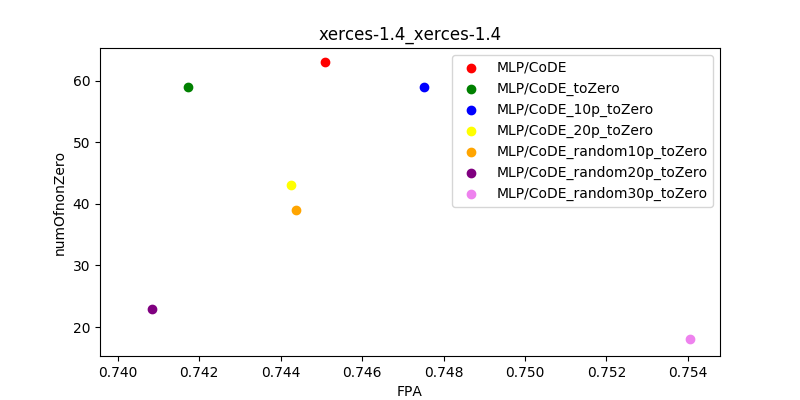 xerces-1.4_xerces-1.4
MLP/CoDE
MLP/CoDE_toZero
MLP/CoDE_10p_toZero
MLP/CoDE_20p_toZero
MLP/CoDE_random10p_toZero
MLP/CoDE_random20p_toZero
MLP/CoDE_random30p_toZero
numOfnonZero
60
50
40
30
20
0.740 0.742 0.744 0.746 0.748 0.750 0.752 0.754
FPA